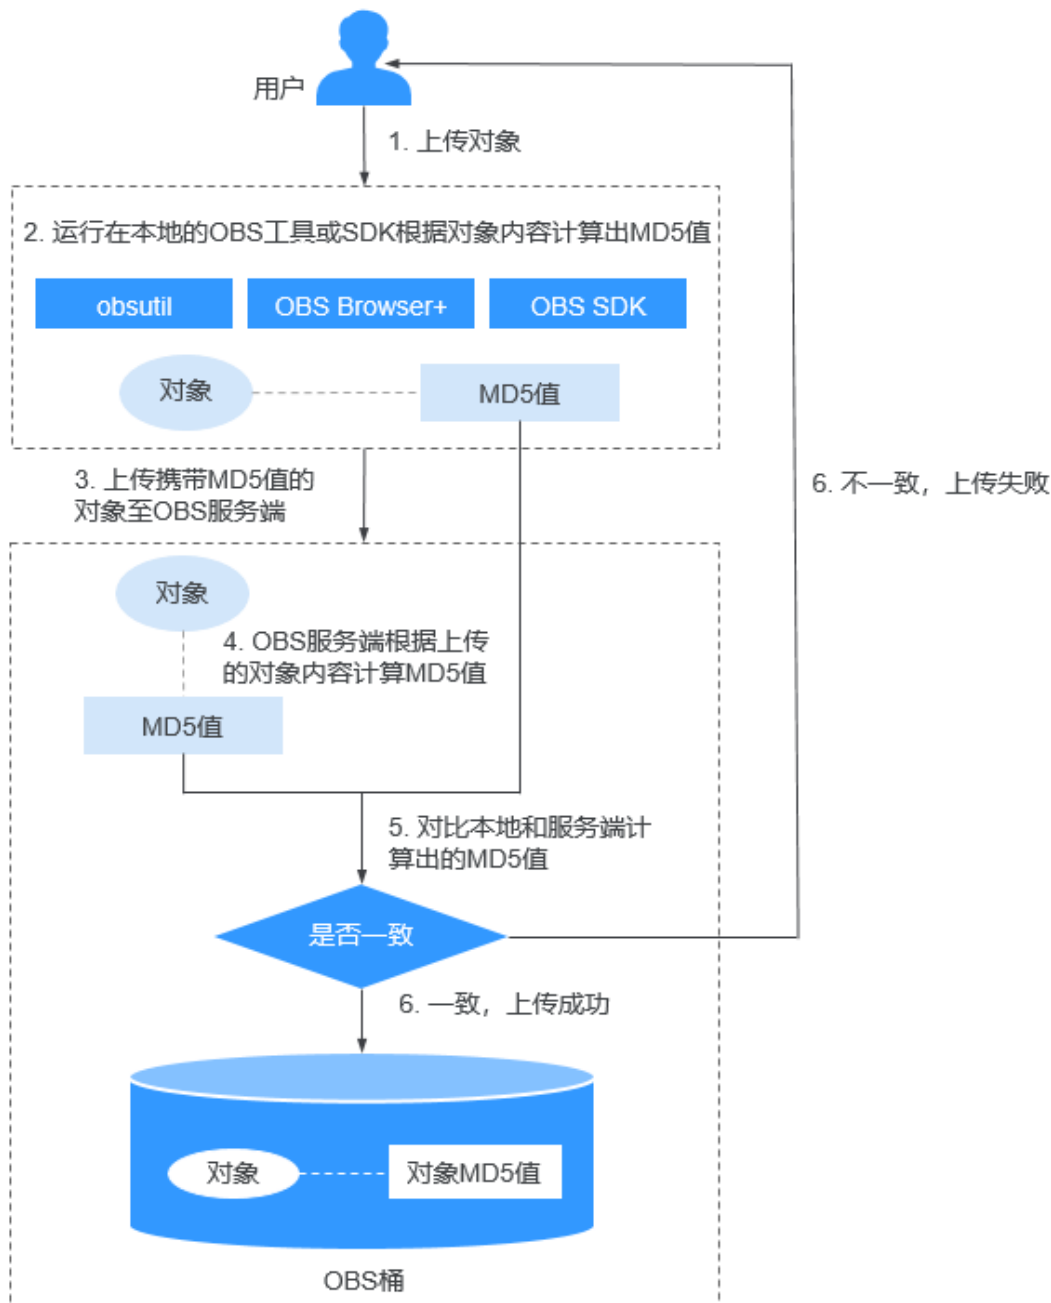 用户
1. 上传对象
2. 运行在本地的OBS工具或SDK根据对象内容计算出MD5值
obsutil
OBS Browser+
OBS SDK
对象
MD5值
3. 上传携带MD5值的
对象至OBS服务端
6. 不一致，上传失败
对象
4. OBS服务端根据上传
的对象内容计算MD5值
MD5值
5. 对比本地和服务端计
算出的MD5值
是否一致
6. 一致，上传成功
对象
对象MD5值
OBS桶